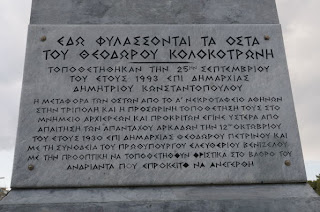 ΕΔΩ ΦΥΛΑΣΣΟΝΤΑΙ ΤΑ ΟΣΤΑ
ΤΟΥ ΘΕΟΔΩΡΟΥ ΚΟΛΟΚΟΤΡΩΝΗ
ΤΟΠΟΘΕΤΗΘΗΚΑΝ ΤΗΝ 25ΗΝ ΣΕΠΤΕΜΒΡΙΟΥ
ΤΟΥ ΕΤΟΥΣ 1993 ΕΠΙ ΔΗΜΑΡΧΙΑΣ
ΔΗΜΗΤΡΙΟΥ ΚΩΝΣΤΑΝΤΟΠΟΥΛΟΥ
Η ΜΕΤΑΦΟΡΑ ΤΩΝ ΟΣΤΩΝ ΑΠΟ ΤΟ Α' ΝΕΚΡΟΤΑΦΕΙΟ ΑΘΗΝΩΝ
ΣΤΗΝ ΤΡΙΠΟΛΗ ΚΑΙ Η ΠΡΟΣΩΡΙΝΗ ΤΟΠΟΘΕΤΗΣΗ ΤΟΥΣ ΣΤΟ
ΜΝΗΜΕΙΟ ΑΡΧΙΕΡΕΩΝ ΚΑΙ ΠΡΟΚΡΙΤΩΝ ΕΓΙΝΕ ΥΣΤΕΡΑ ΑΠΟ
ΑΠΑΙΤΗΣΗ ΤΩΝ ΑΠΑΝΤΑΧΟΥ ΑΡΚΑΔΩΝ ΤΗΝ 12ΗΝ ΟΚΤΩΒΡΙΟΥ
ΤΟΥ ΕΤΟΥΣ 1930 ΕΠΙ ΔΗΜΑΡΧΙΑΣ ΘΕΟΔΩΡΟΥ ΠΕΤΡΙΝΟΥ ΚΑΙ
ΜΕ ΤΗ ΣΥΝΟΔΕΙΑ ΤΟΥ ΠΡΩΘΥΠΟΥΡΓΟΥ ΕΛΕΥΘΕΡΙΟΥ ΒΕΝΙΖΕΛΟΥ
ΜΕ ΤΗΝ ΠΡΟΟΠΤΙΚΗ ΝΑ ΤΟΠΟΘΕΤΗΘΟΥΝ ΟΡΙΣΤΙΚΑ ΣΤΟ ΒΑΘΡΟ ΤΟΥ
ΑΝΔΡΙΑΝΤΑ ΠΟΥ ΕΠΡΟΚΕΙΤΟ ΝΑ ΑΝΕΓΕΡΘΗ